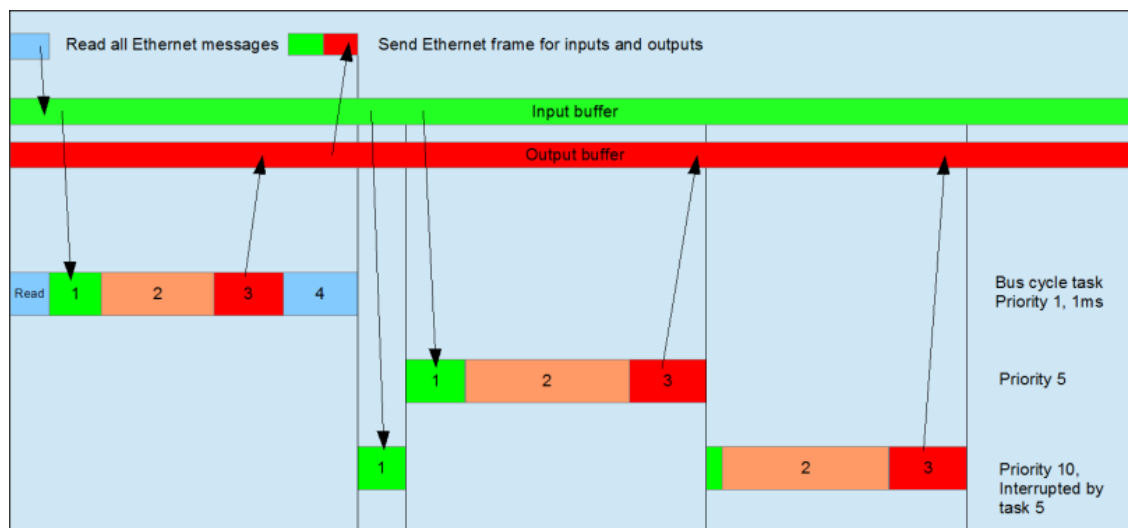 Read all Ethernet messages
Send Ethernet frame for inputs and outputs
Input buffer
Output buffer
Read
1
2
3
4
Bus cycle task
Priority 1, 1ms
1
2
3
Priority 5
1
2
3
Priority 10,
Interrupted by
task 5